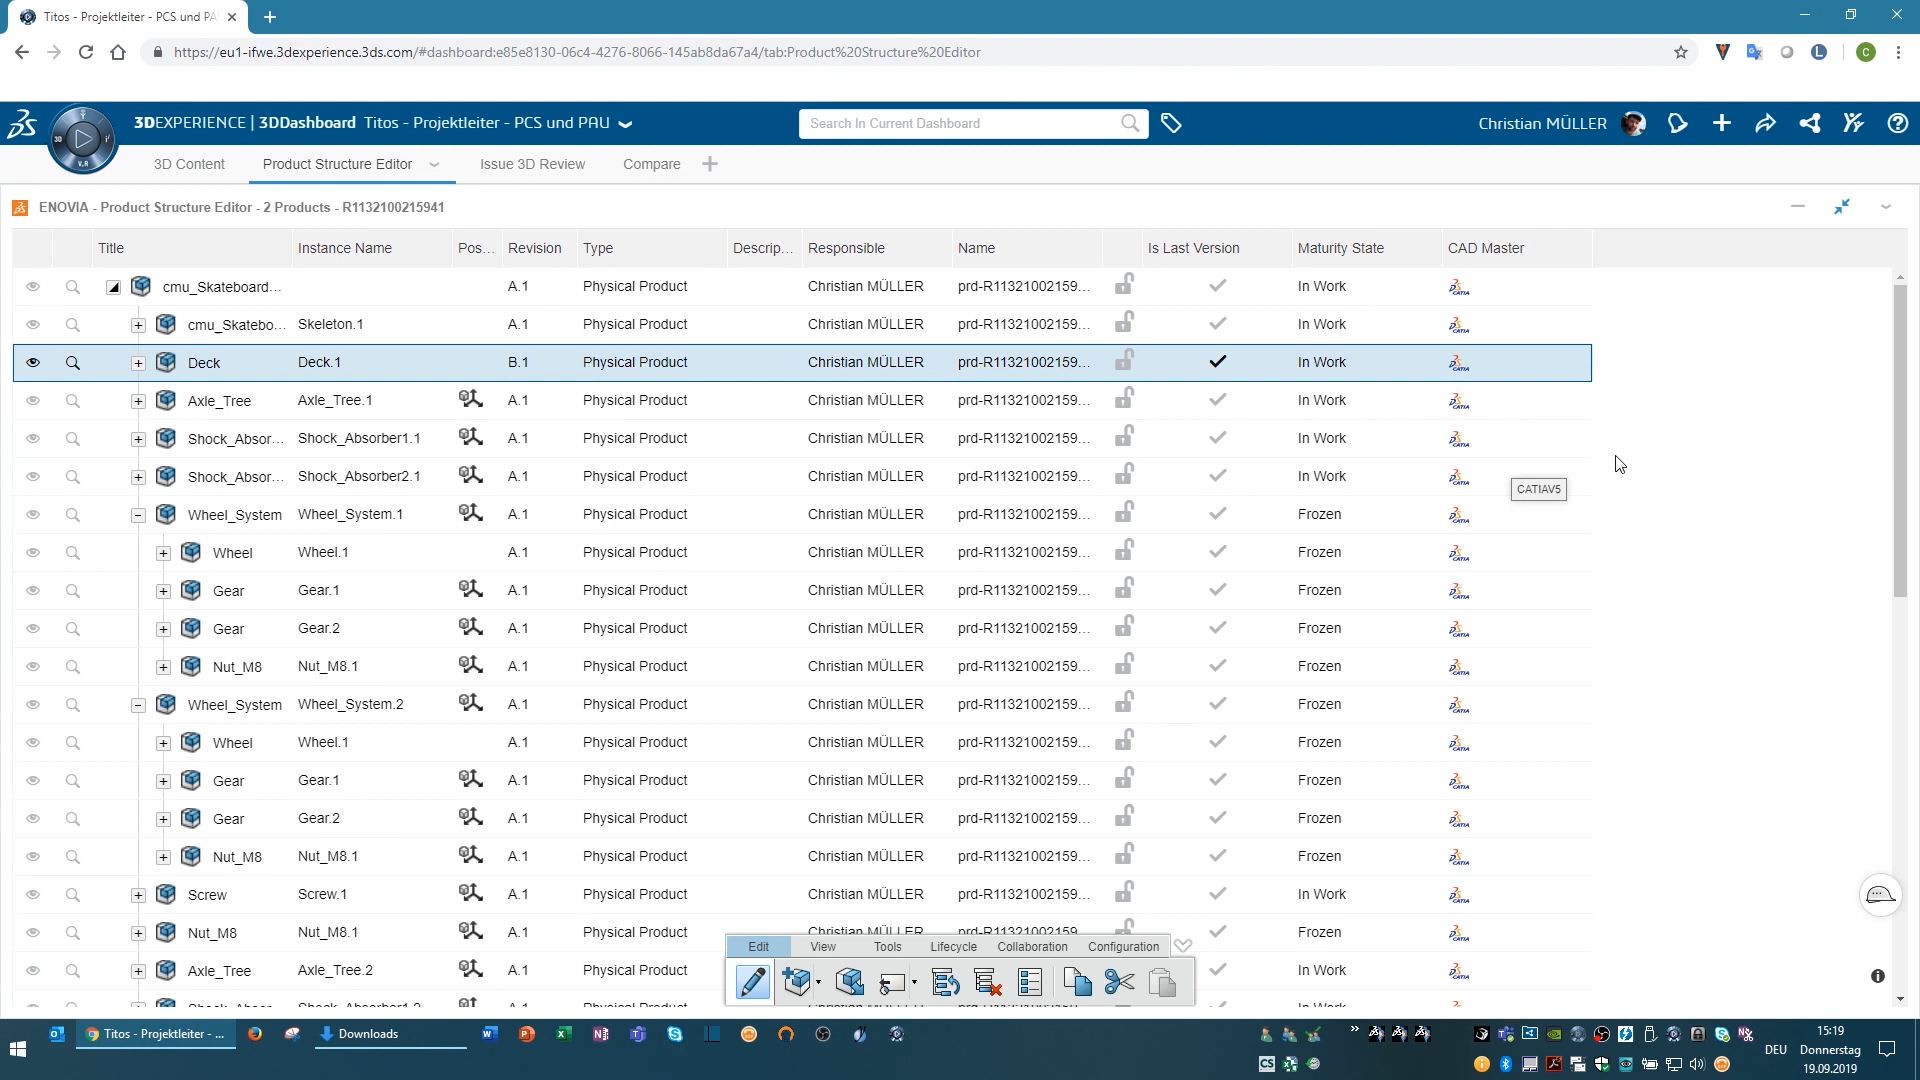 Titos - Projektleiter - PCS und PA
https://eu1-ifwe.3dexperience.3ds.com/#dashboard:e85e8130-06c4-4276-8066-145ab8da67a4/tab:Product%20Structure%20Editor
3DEXPERIENCE | 3DDashboard Titos - Projektleiter - PCS und PAU
Search In Current Dashboard
Christian MÜLLER
3D Content Product Structure Editor Issue 3D Review Compare
ENOVIA - Product Structure Editor - 2 Products - R1132100215941
Title Instance Name Pos... Revision Type Descrip... Responsible Name Is Last Version Maturity State CAD Master
cmu_Skateboard... A.1 Physical Product Christian MÜLLER prd-R11321002159... In Work
cmu_Skatebo... Skeleton.1 A.1 Physical Product Christian MÜLLER prd-R11321002159... In Work
Deck Deck.1 B.1 Physical Product Christian MÜLLER prd-R11321002159... In Work
Axle_Tree Axle_Tree.1 A.1 Physical Product Christian MÜLLER prd-R11321002159... In Work
Shock_Absor... Shock_Absorber1.1 A.1 Physical Product Christian MÜLLER prd-R11321002159... In Work
Shock_Absor... Shock_Absorber2.1 A.1 Physical Product Christian MÜLLER prd-R11321002159... In Work
CATIAV5
Wheel_System Wheel_System.1 A.1 Physical Product Christian MÜLLER prd-R11321002159... Frozen
Wheel Wheel.1 A.1 Physical Product Christian MÜLLER prd-R11321002159... Frozen
Gear Gear.1 A.1 Physical Product Christian MÜLLER prd-R11321002159... Frozen
Gear Gear.2 A.1 Physical Product Christian MÜLLER prd-R11321002159... Frozen
Nut_M8 Nut_M8.1 A.1 Physical Product Christian MÜLLER prd-R11321002159... Frozen
Wheel_System Wheel_System.2 A.1 Physical Product Christian MÜLLER prd-R11321002159... Frozen
Wheel Wheel.1 A.1 Physical Product Christian MÜLLER prd-R11321002159... Frozen
Gear Gear.1 A.1 Physical Product Christian MÜLLER prd-R11321002159... Frozen
Gear Gear.2 A.1 Physical Product Christian MÜLLER prd-R11321002159... Frozen
Nut_M8 Nut_M8.1 A.1 Physical Product Christian MÜLLER prd-R11321002159... Frozen
Screw Screw.1 A.1 Physical Product Christian MÜLLER prd-R11321002159... In Work
Nut_M8 Nut_M8.1 A.1 Physical Product Frozen
Edit View Tools Lifecycle Collaboration Configuration
Axle_Tree Axle_Tree.2 A.1 Physical Product In Work
Titos - Projektleiter - ... Downloads
15:19
DEU Donnerstag
19.09.2019